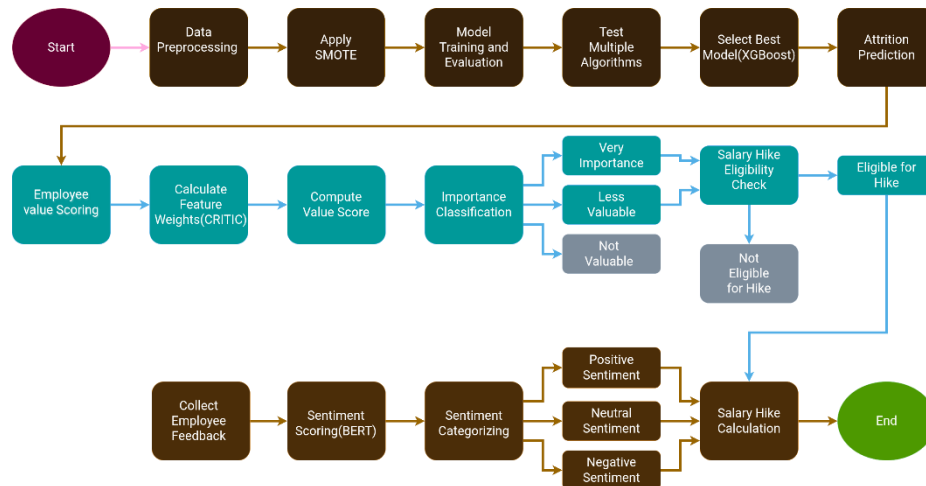 Start
Data
Preprocessing
Apply
SMOTE
Model
Training and
Evaluation
Test
Multiple
Algorithms
Select Best
Model(XGBoost)
Attrition
Prediction
Employee
value Scoring
Calculate
Feature
Weights(CRITIC)
Compute
Value Score
Importance
Classification
Very
Importance
Less
Valuable
Not
Valuable
Salary Hike
Eligibility
Check
Eligible for
Hike
Not
Eligible
for Hike
Collect
Employee
Feedback
Sentiment
Scoring(BERT)
Sentiment
Categorizing
Positive
Sentiment
Neutral
Sentiment
Negative
Sentiment
Salary Hike
Calculation
End